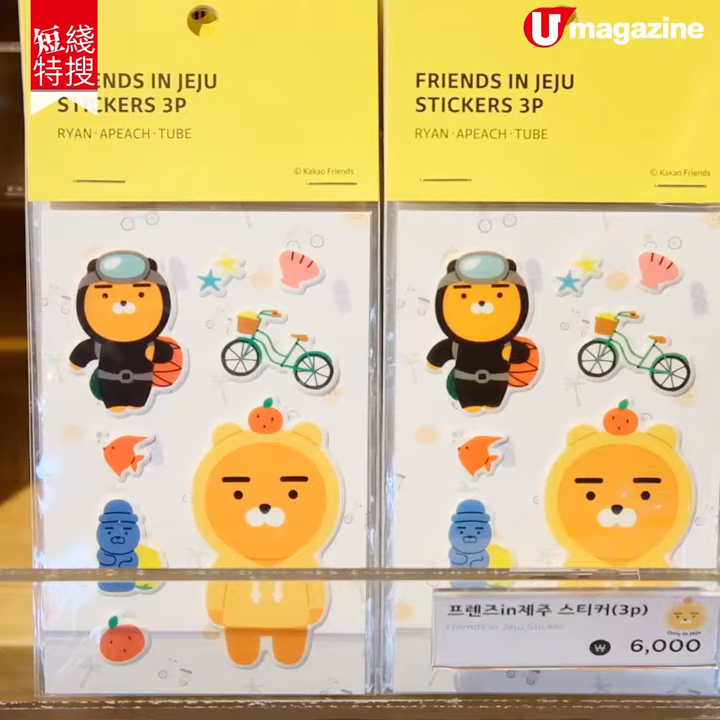 短綫
特搜
U magazine
ENDS IN JEJU
STICKERS 3P
RYAN · APEACH · TUBE
© Kakao Friends
FRIENDS IN JEJU
STICKERS 3P
RYAN · APEACH · TUBE
© Kakao Friends
프렌즈in제주 스티커(3p)
Friends in Jeju Sticker
Only in Jeju
₩ 6,000